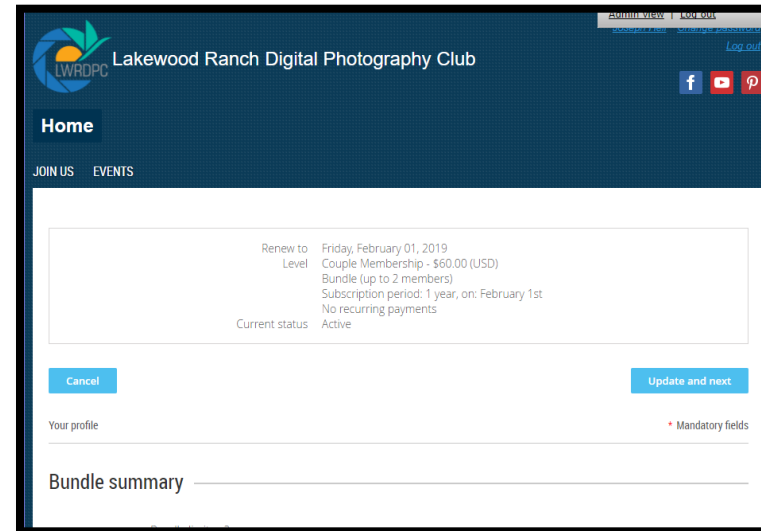 Admin view | Log out
Change password
Log out
LWRDPC
Lakewood Ranch Digital Photography Club
Home
JOIN US EVENTS
Renew to Friday, February 01, 2019
Level Couple Membership - $60.00 (USD)
Bundle (up to 2 members)
Subscription period: 1 year, on: February 1st
No recurring payments
Current status Active
Cancel Update and next
Your profile * Mandatory fields
Bundle summary